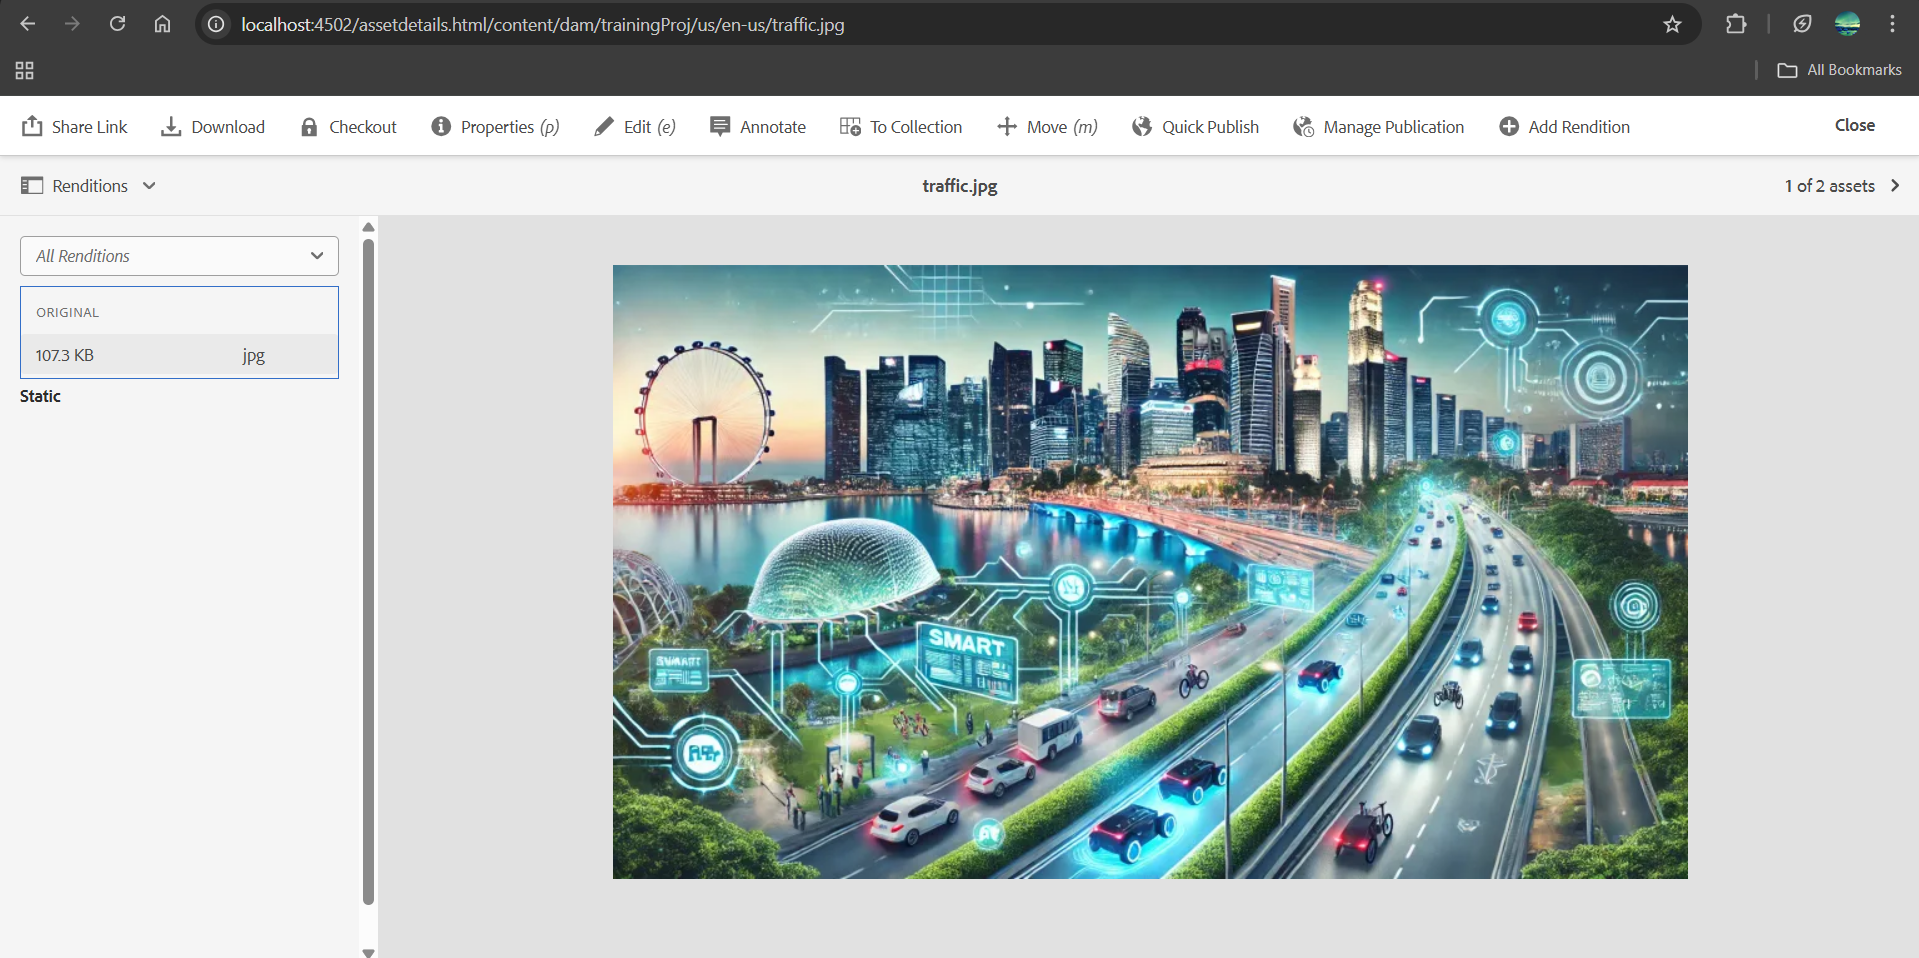 localhost:4502/assetdetails.html/content/dam/trainingProj/us/en-us/traffic.jpg
All Bookmarks
Share Link Download Checkout Properties (p) Edit (e) Annotate To Collection Move (m) Quick Publish Manage Publication Add Rendition Close
Renditions traffic.jpg 1 of 2 assets
All Renditions
ORIGINAL
107.3 KB jpg
Static
SMART